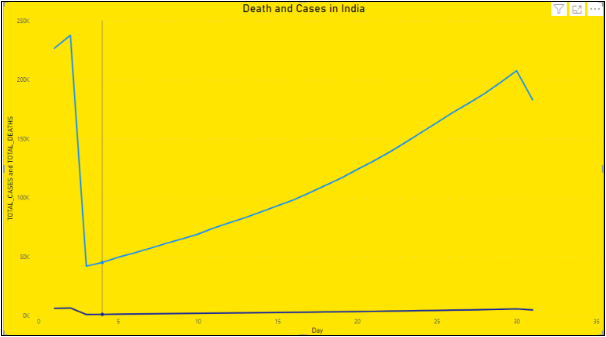 Death and Cases in India
250K
200K
150K
100K
50K
0K
TOTAL_CASES and TOTAL_DEATHS
0 5 10 15 20 25 30 35
Day